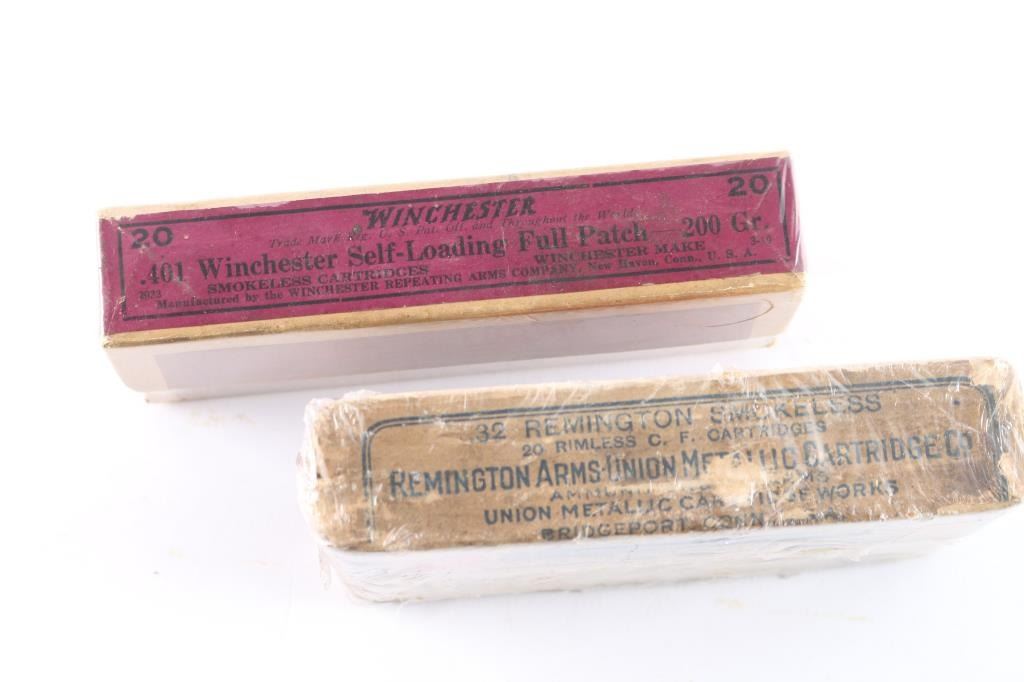 20 WINCHESTER 20
Trade Mark Reg. U. S. Pat. Off. and Throughout the World
.401 Winchester Self-Loading Full Patch—200 Gr.
SMOKELESS CARTRIDGES WINCHESTER MAKE
Manufactured by the WINCHESTER REPEATING ARMS COMPANY, New Haven, Conn., U. S. A.
.32 REMINGTON SMOKELESS
20 RIMLESS C. F. CARTRIDGES
REMINGTON ARMS-UNION METALLIC CARTRIDGE CO
UNION METALLIC CARTRIDGE WORKS
BRIDGEPORT CONN